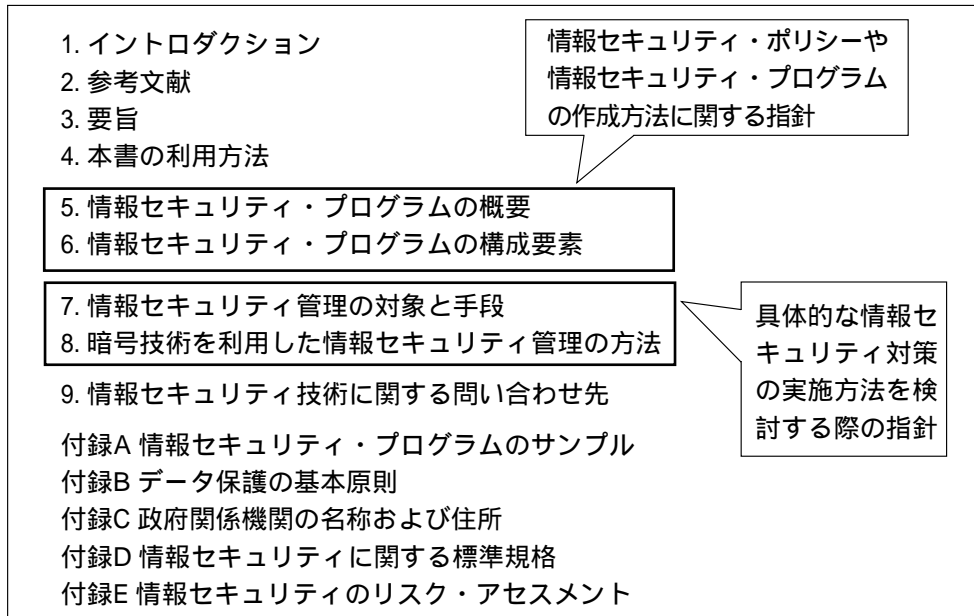 1. イントロダクション
2. 参考文献
3. 要旨
4. 本書の利用方法
情報セキュリティ・ポリシーや
情報セキュリティ・プログラム
の作成方法に関する指針
5. 情報セキュリティ・プログラムの概要
6. 情報セキュリティ・プログラムの構成要素
7. 情報セキュリティ管理の対象と手段
8. 暗号技術を利用した情報セキュリティ管理の方法
具体的な情報セ
キュリティ対策
の実施方法を検
討する際の指針
9. 情報セキュリティ技術に関する問い合わせ先
付録A 情報セキュリティ・プログラムのサンプル
付録B データ保護の基本原則
付録C 政府関係機関の名称および住所
付録D 情報セキュリティに関する標準規格
付録E 情報セキュリティのリスク・アセスメント